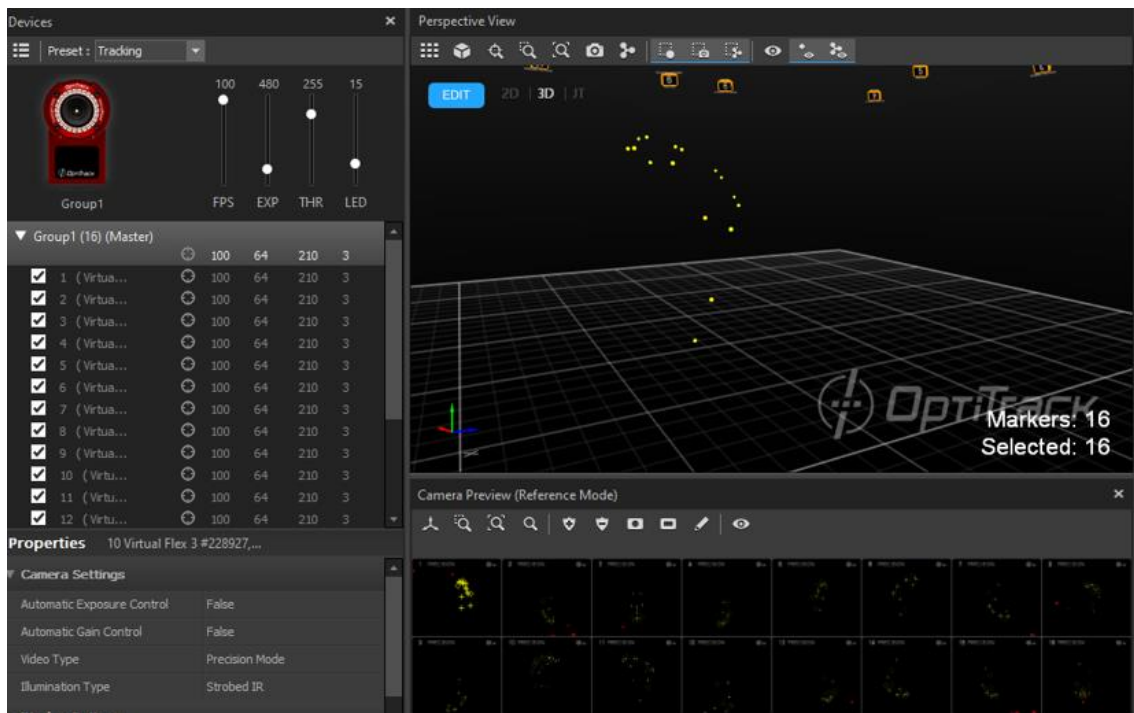 Devices
Preset : Tracking
100 480 255 15
OptiTrack
Group1
FPS EXP THR LED
Group1 (16) (Master)
100 64 210 3
1 ( Virtua... 100 64 210 3
2 ( Virtua... 100 64 210 3
3 ( Virtua... 100 64 210 3
4 ( Virtua... 100 64 210 3
5 ( Virtua... 100 64 210 3
6 ( Virtua... 100 64 210 3
7 ( Virtua... 100 64 210 3
8 ( Virtua... 100 64 210 3
9 ( Virtua... 100 64 210 3
10 ( Virtu... 100 64 210 3
11 ( Virtu... 100 64 210 3
12 ( Virtu... 100 64 210 3
Properties 10 Virtual Flex 3 #228927,...
Camera Settings
Automatic Exposure Control False
Automatic Gain Control False
Video Type Precision Mode
Illumination Type Strobed IR
Perspective View
EDIT 2D | 3D | JT
OptiTrack
Markers: 16
Selected: 16
Camera Preview (Reference Mode)